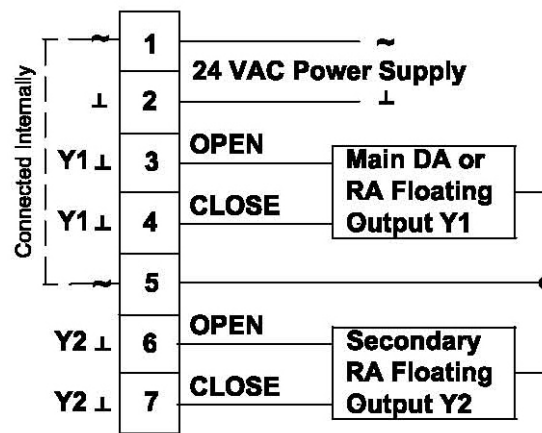 ~ 1 ~
24 VAC Power Supply
⊥ 2 ⊥
Y1 ⊥ 3 OPEN
Y1 ⊥ 4 CLOSE
Main DA or
RA Floating
Output Y1
~ 5
Y2 ⊥ 6 OPEN
Y2 ⊥ 7 CLOSE
Secondary
RA Floating
Output Y2
Connected Internally